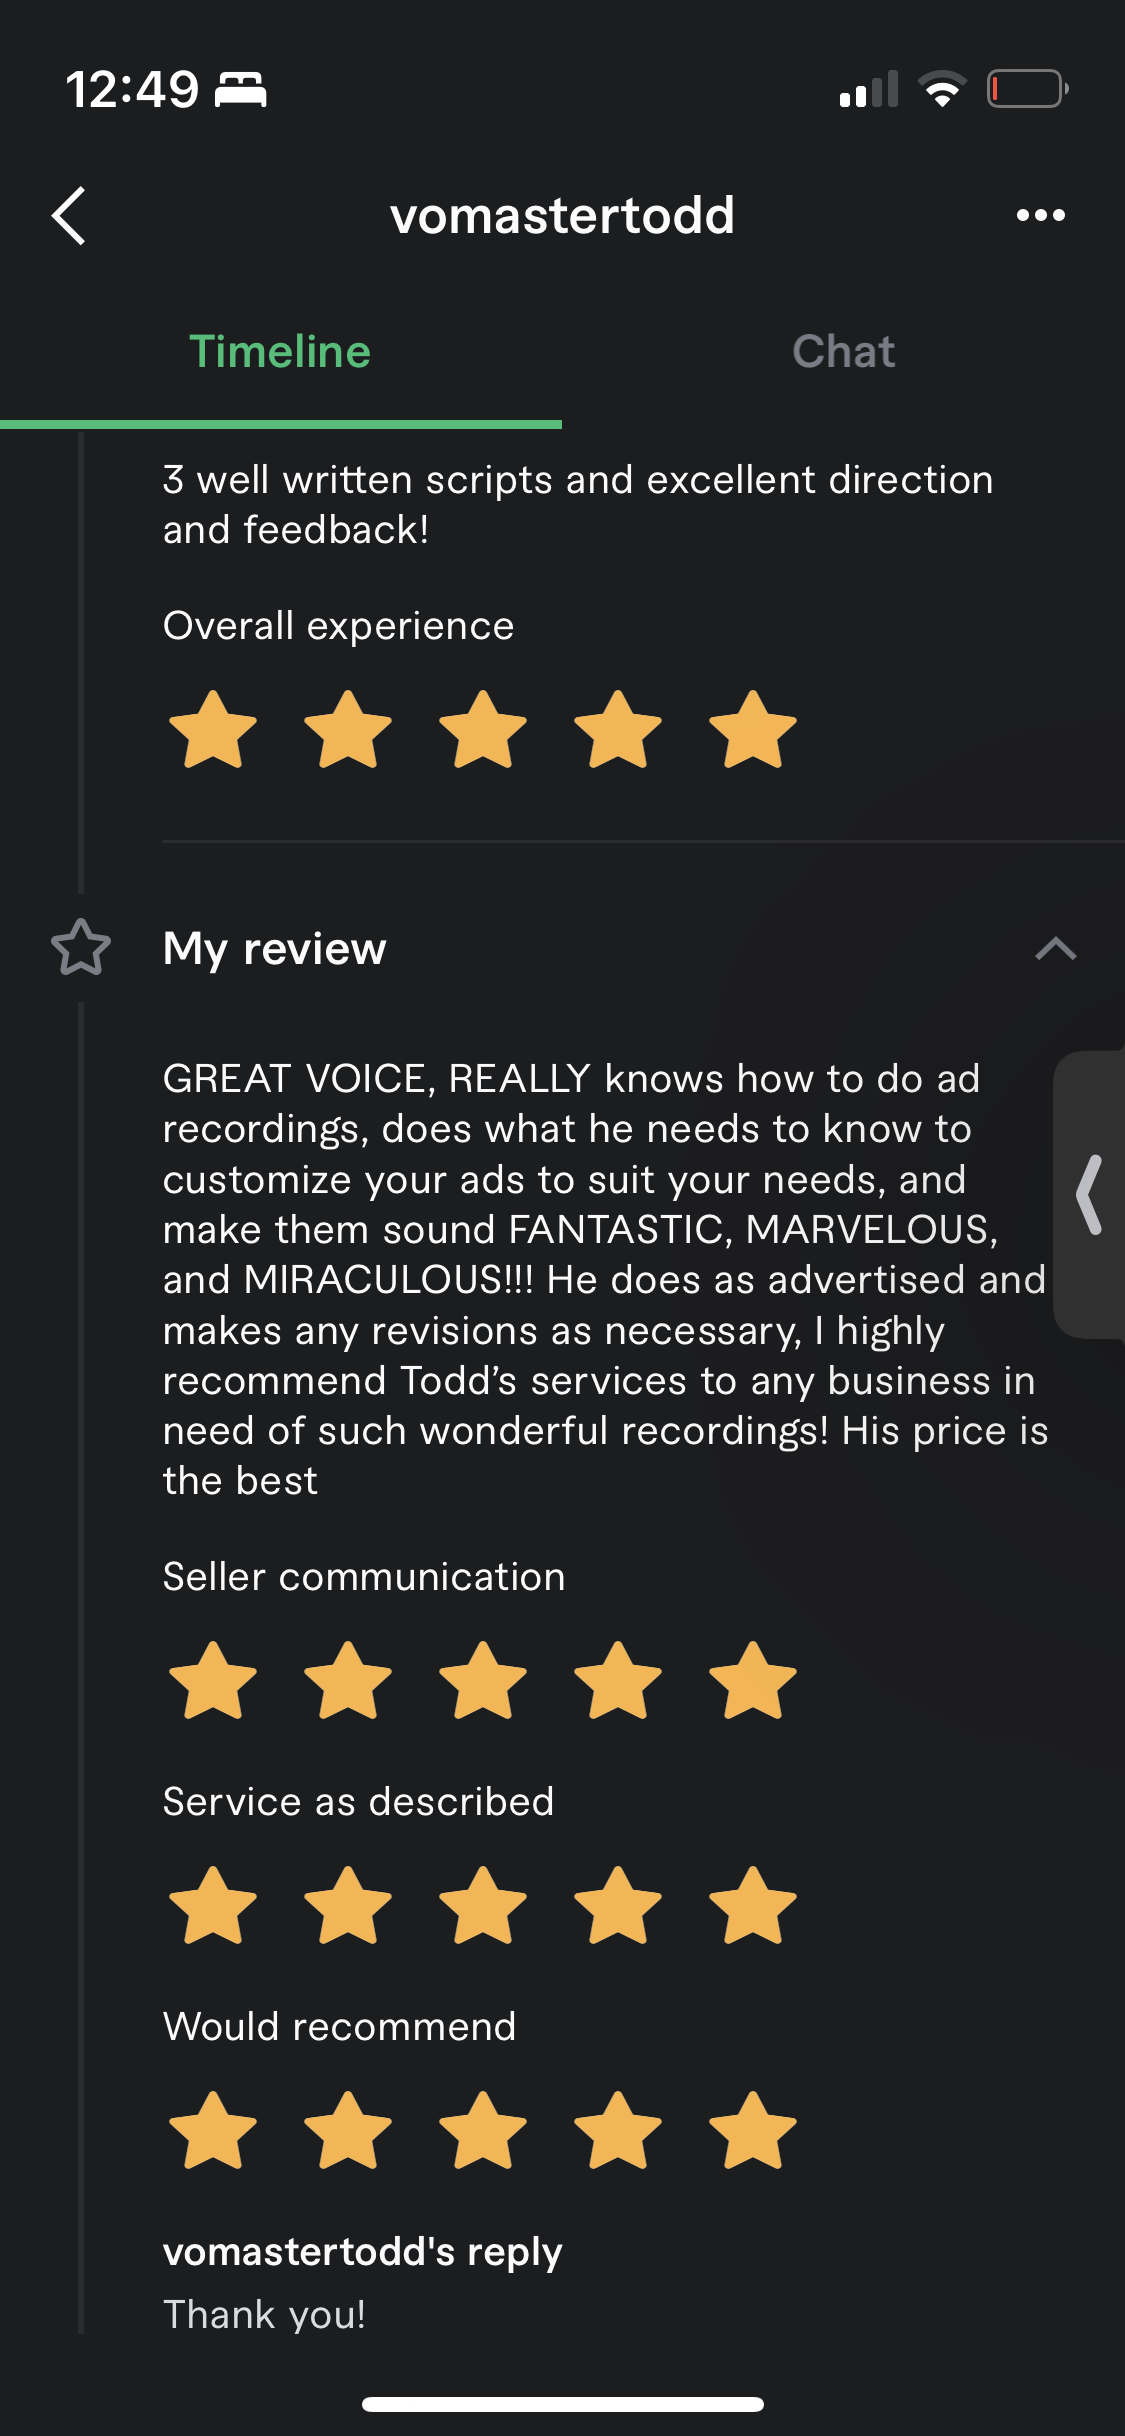 12:49
vomastertodd
Timeline
Chat
3 well written scripts and excellent direction
and feedback!
Overall experience
My review
GREAT VOICE, REALLY knows how to do ad
recordings, does what he needs to know to
customize your ads to suit your needs, and
make them sound FANTASTIC, MARVELOUS,
and MIRACULOUS!!! He does as advertised and
makes any revisions as necessary, I highly
recommend Todd’s services to any business in
need of such wonderful recordings! His price is
the best
Seller communication
Service as described
Would recommend
vomastertodd's reply
Thank you!